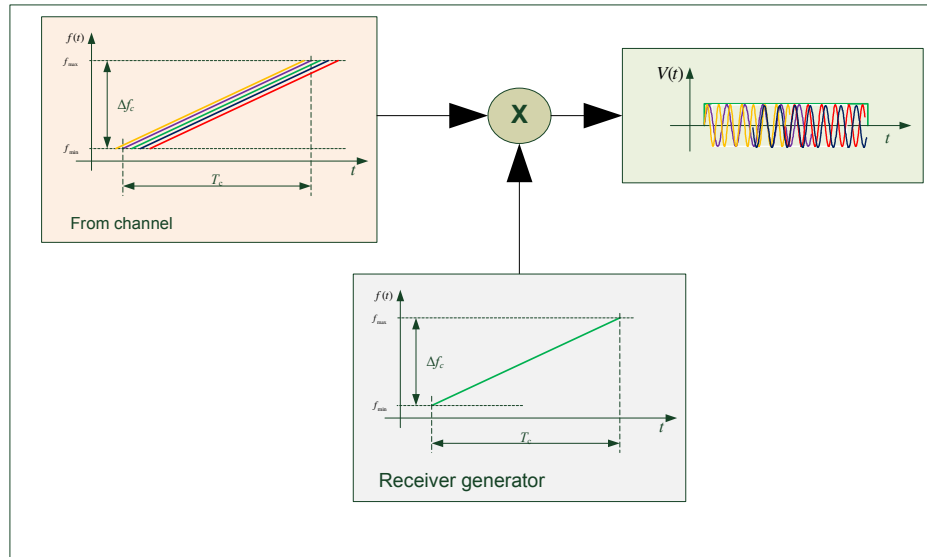 f(t)
f_max
Δf_c
f_min
T_c
t
From channel
X
V(t)
t
f(t)
f_max
Δf_c
f_min
T_c
t
Receiver generator